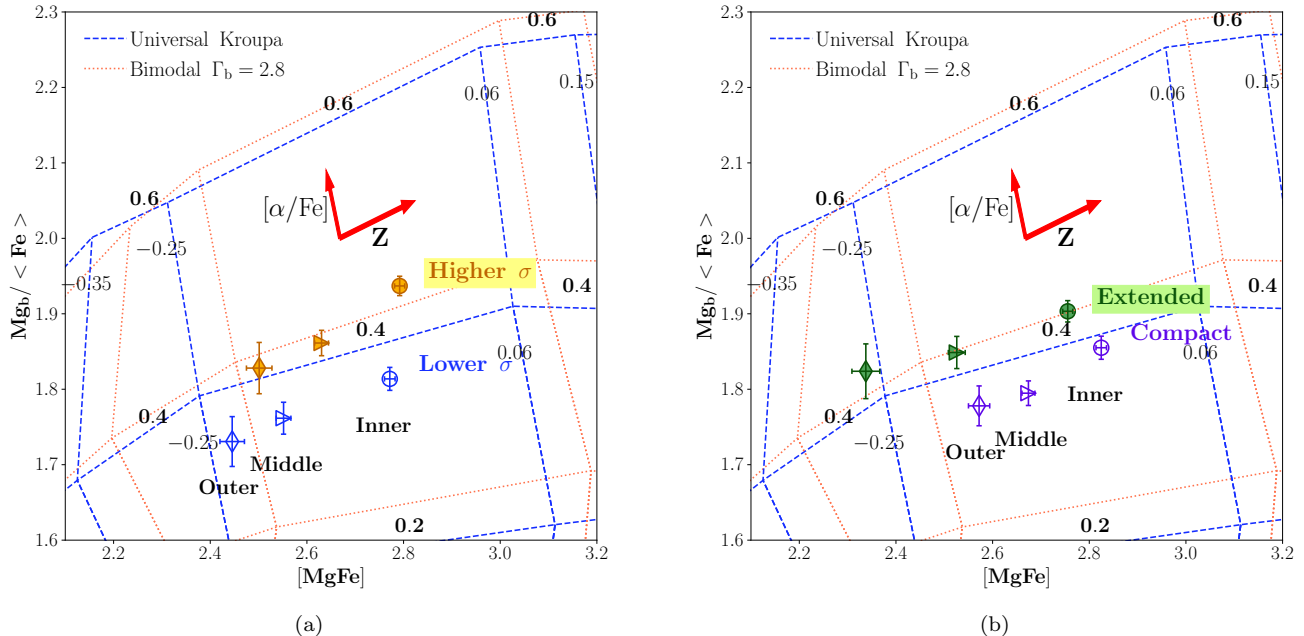 2.3
2.2
2.1
2.0
1.9
1.8
1.7
1.6
Mg_b/ < Fe >
Universal Kroupa
Bimodal Γ_b = 2.8
0.6
0.6
0.06
0.15
0.6
−0.25
−0.35
[α/Fe]
Z
Higher σ
0.4
0.4
Lower σ
0.06
0.4
−0.25
Inner
Middle
Outer
0.2
2.2
2.4
2.6
2.8
3.0
3.2
[MgFe]
(a)
2.3
2.2
2.1
2.0
1.9
1.8
1.7
1.6
Mg_b/ < Fe >
Universal Kroupa
Bimodal Γ_b = 2.8
0.6
0.6
0.06
0.15
0.6
−0.25
−0.35
[α/Fe]
Z
Extended
0.4
0.4
Compact
0.06
0.4
−0.25
Inner
Middle
Outer
0.2
2.2
2.4
2.6
2.8
3.0
3.2
[MgFe]
(b)